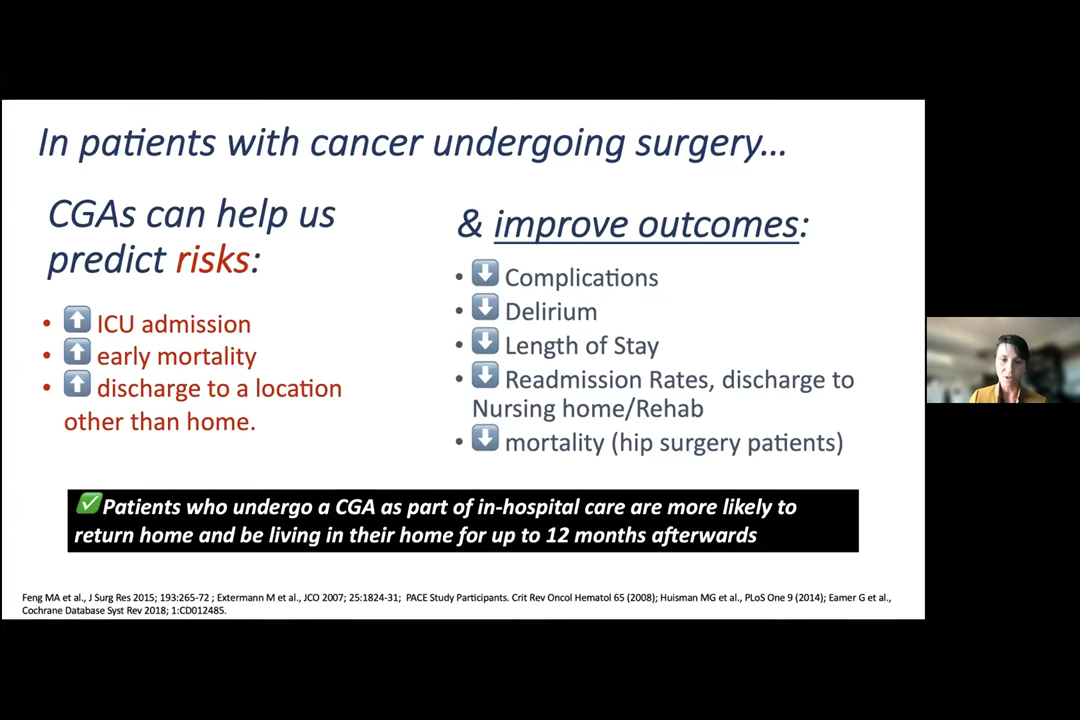 In patients with cancer undergoing surgery...
CGAs can help us
predict risks:
• ⬆️ ICU admission
• ⬆️ early mortality
• ⬆️ discharge to a location
other than home.
& improve outcomes:
• ⬇️ Complications
• ⬇️ Delirium
• ⬇️ Length of Stay
• ⬇️ Readmission Rates, discharge to
Nursing home/Rehab
• ⬇️ mortality (hip surgery patients)
✅Patients who undergo a CGA as part of in-hospital care are more likely to
return home and be living in their home for up to 12 months afterwards
Feng MA et al., J Surg Res 2015; 193:265-72 ; Extermann M et al., JCO 2007; 25:1824-31;  PACE Study Participants. Crit Rev Oncol Hematol 65 (2008); Huisman MG et al., PLoS One 9 (2014); Eamer G et al.,
Cochrane Database Syst Rev 2018; 1:CD012485.